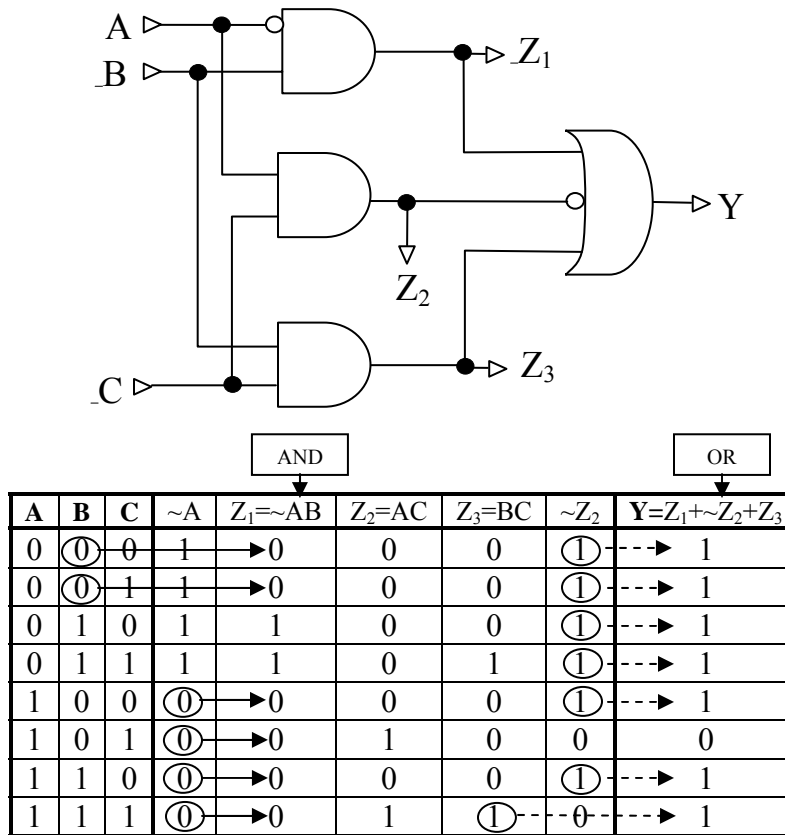 A
_B
_Z₁
Y
Z₂
Z₃
_C
AND
OR
A B C ~A Z₁=~AB Z₂=AC Z₃=BC ~Z₂ Y=Z₁+~Z₂+Z₃
0 0 0 1 0 0 0 1 1
0 0 1 1 0 0 0 1 1
0 1 0 1 1 0 0 1 1
0 1 1 1 1 0 1 1 1
1 0 0 0 0 0 0 1 1
1 0 1 0 0 1 0 0 0
1 1 0 0 0 0 0 1 1
1 1 1 0 0 1 1 0 1